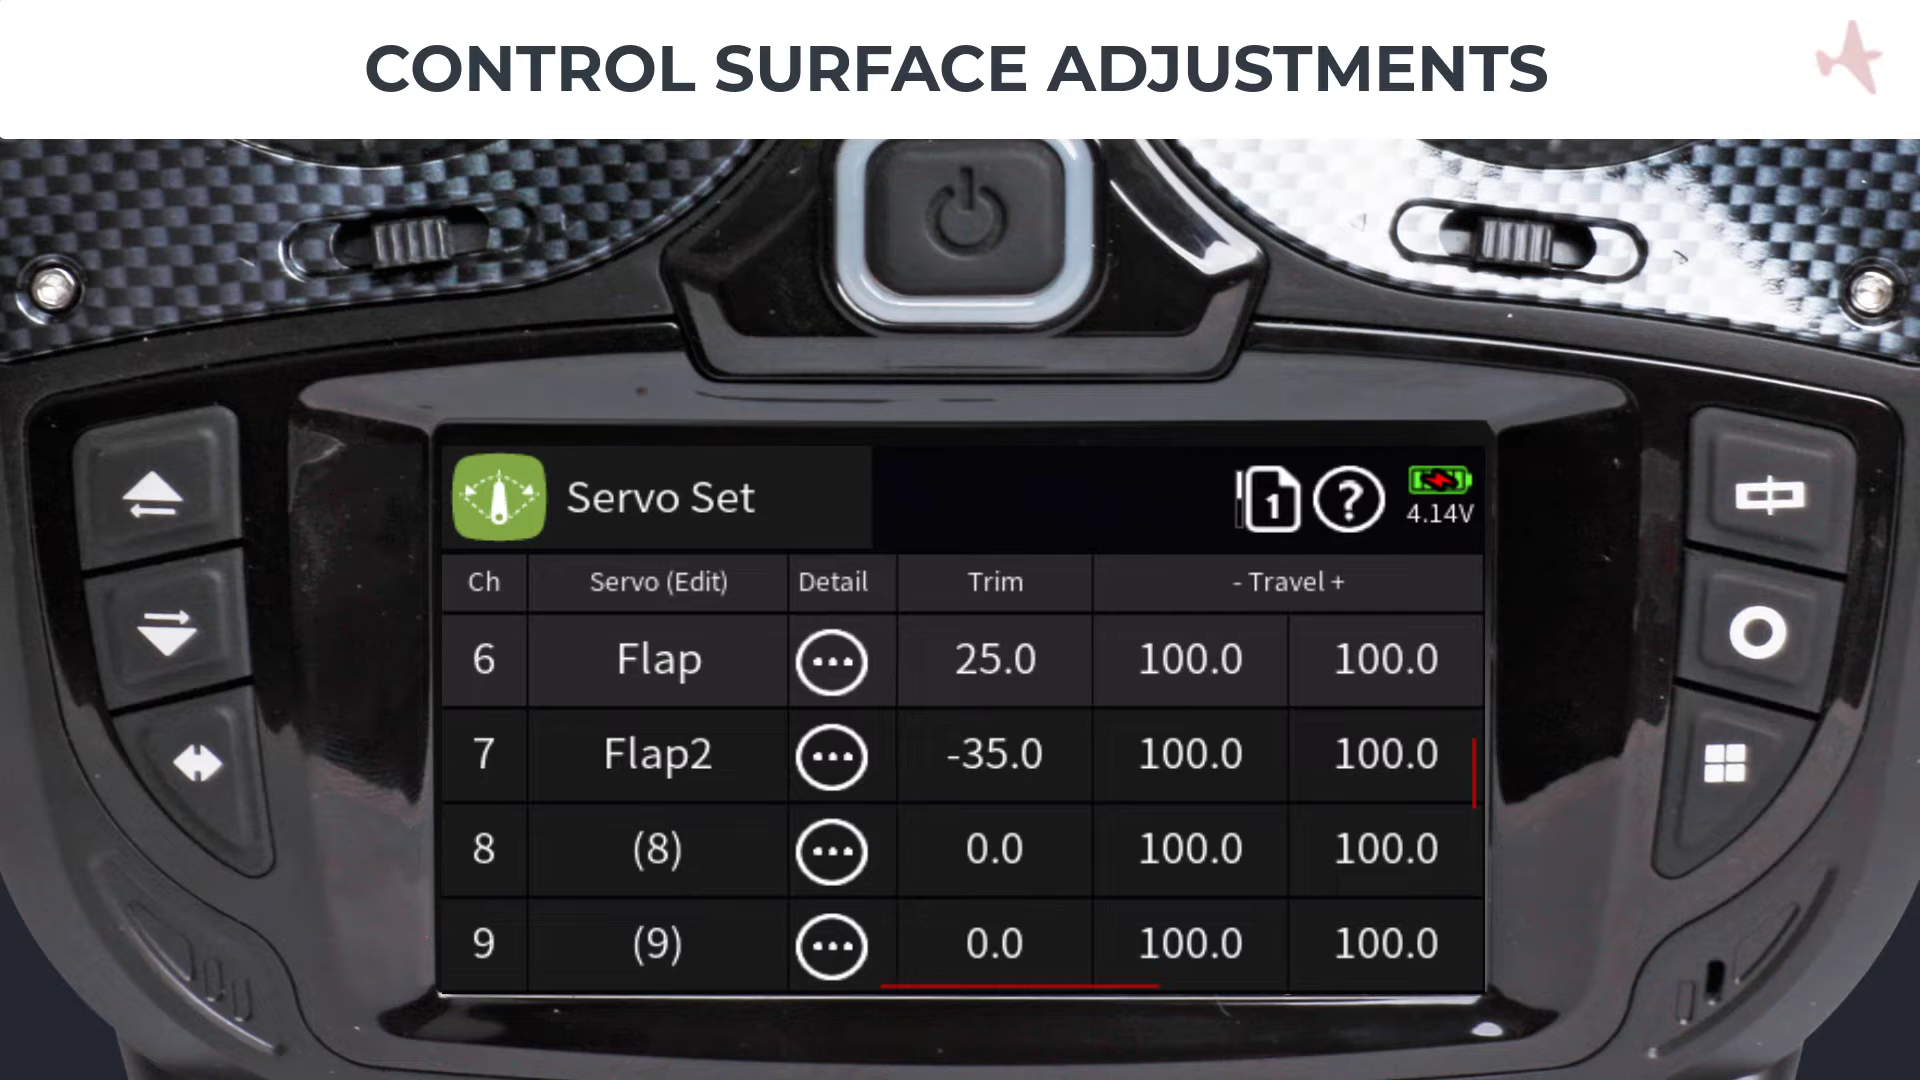 CONTROL SURFACE ADJUSTMENTS
Servo Set
1 ? 4.14V
Ch Servo (Edit) Detail Trim - Travel +
6 Flap 25.0 100.0 100.0
7 Flap2 -35.0 100.0 100.0
8 (8) 0.0 100.0 100.0
9 (9) 0.0 100.0 100.0